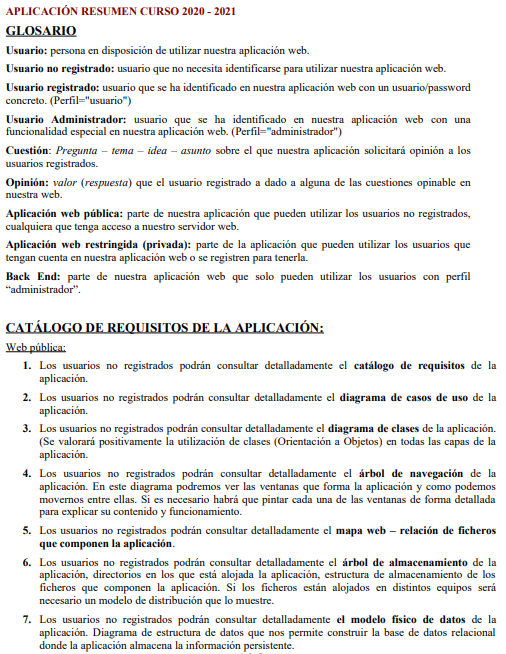 APLICACIÓN RESUMEN CURSO 2020 - 2021
GLOSARIO
Usuario: persona en disposición de utilizar nuestra aplicación web.
Usuario no registrado: usuario que no necesita identificarse para utilizar nuestra aplicación web.
Usuario registrado: usuario que se ha identificado en nuestra aplicación web con un usuario/password
concreto. (Perfil="usuario")
Usuario Administrador: usuario que se ha identificado en nuestra aplicación web con una
funcionalidad especial en nuestra aplicación web. (Perfil="administrador")
Cuestión: Pregunta – tema – idea – asunto sobre el que nuestra aplicación solicitará opinión a los
usuarios registrados.
Opinión: valor (respuesta) que el usuario registrado a dado a alguna de las cuestiones opinable en
nuestra web.
Aplicación web pública: parte de nuestra aplicación que pueden utilizar los usuarios no registrados,
cualquiera que tenga acceso a nuestro servidor web.
Aplicación web restringida (privada): parte de la aplicación que pueden utilizar los usuarios que
tengan cuenta en nuestra aplicación web o se registren para tenerla.
Back End: parte de nuestra aplicación web que solo pueden utilizar los usuarios con perfil
“administrador”.
CATÁLOGO DE REQUISITOS DE LA APLICACIÓN:
Web pública:
1. Los usuarios no registrados podrán consultar detalladamente el catálogo de requisitos de la
aplicación.
2. Los usuarios no registrados podrán consultar detalladamente el diagrama de casos de uso de la
aplicación.
3. Los usuarios no registrados podrán consultar detalladamente el diagrama de clases de la aplicación.
(Se valorará positivamente la utilización de clases (Orientación a Objetos) en todas las capas de la
aplicación.
4. Los usuarios no registrados podrán consultar detalladamente el árbol de navegación de la
aplicación. En este diagrama podremos ver las ventanas que forma la aplicación y como podemos
movernos entre ellas. Si es necesario habrá que pintar cada una de las ventanas de forma detallada
para explicar su contenido y funcionamiento.
5. Los usuarios no registrados podrán consultar detalladamente el mapa web – relación de ficheros
que componen la aplicación.
6. Los usuarios no registrados podrán consultar detalladamente el árbol de almacenamiento de la
aplicación, directorios en los que está alojada la aplicación, estructura de almacenamiento de los
ficheros que componen la aplicación. Si los ficheros están alojados en distintos equipos será
necesario un modelo de distribución que lo muestre.
7. Los usuarios no registrados podrán consultar detalladamente el modelo físico de datos de la
aplicación. Diagrama de estructura de datos que nos permite construir la base de datos relacional
donde la aplicación almacena la información persistente.